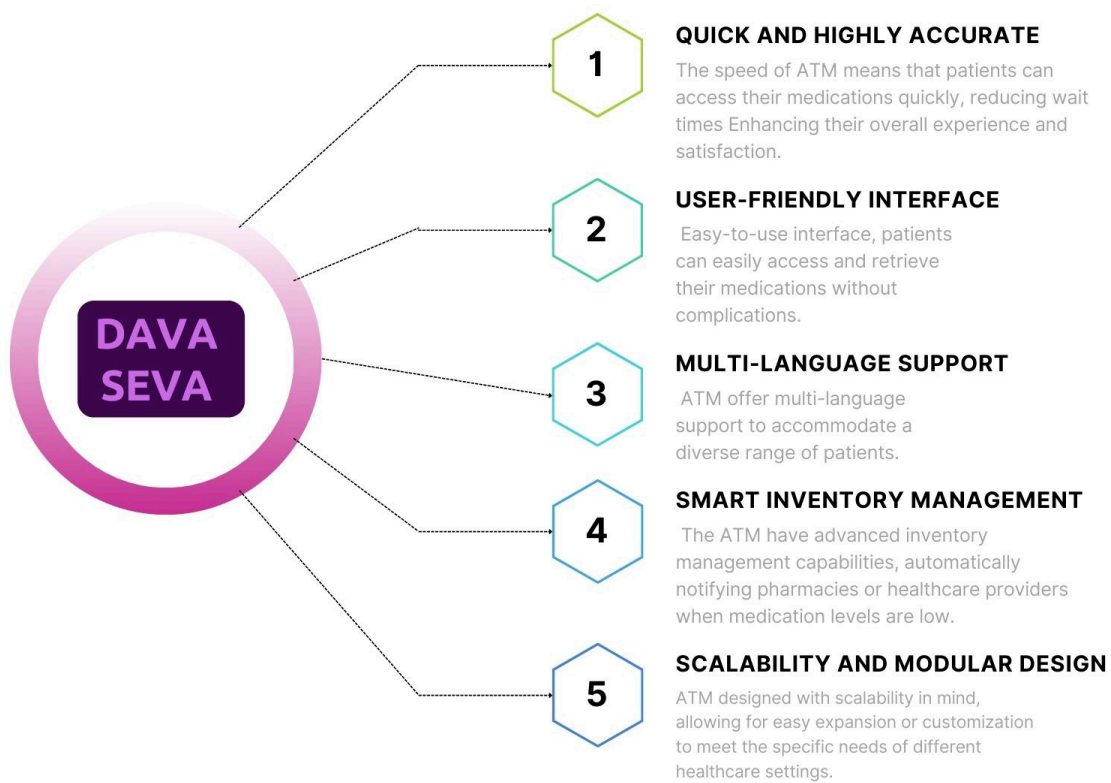 DAVA
SEVA
1
QUICK AND HIGHLY ACCURATE
The speed of ATM means that patients can
access their medications quickly, reducing wait
times Enhancing their overall experience and
satisfaction.
2
USER-FRIENDLY INTERFACE
Easy-to-use interface, patients
can easily access and retrieve
their medications without
complications.
3
MULTI-LANGUAGE SUPPORT
ATM offer multi-language
support to accommodate a
diverse range of patients.
4
SMART INVENTORY MANAGEMENT
The ATM have advanced inventory
management capabilities, automatically
notifying pharmacies or healthcare providers
when medication levels are low.
5
SCALABILITY AND MODULAR DESIGN
ATM designed with scalability in mind,
allowing for easy expansion or customization
to meet the specific needs of different
healthcare settings.